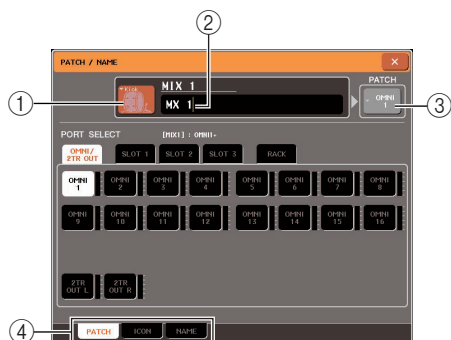 ②
PATCH / NAME ×
Kick MIX 1 PATCH
① MX 1 OMNI 1 ③
PORT SELECT [MIX1] : OMNI1-
OMNI/ 2TR OUT SLOT 1 SLOT 2 SLOT 3 RACK
OMNI 1 OMNI 2 OMNI 3 OMNI 4 OMNI 5 OMNI 6 OMNI 7 OMNI 8
OMNI 9 OMNI 10 OMNI 11 OMNI 12 OMNI 13 OMNI 14 OMNI 15 OMNI 16
2TR OUT L 2TR OUT R
④ PATCH ICON NAME